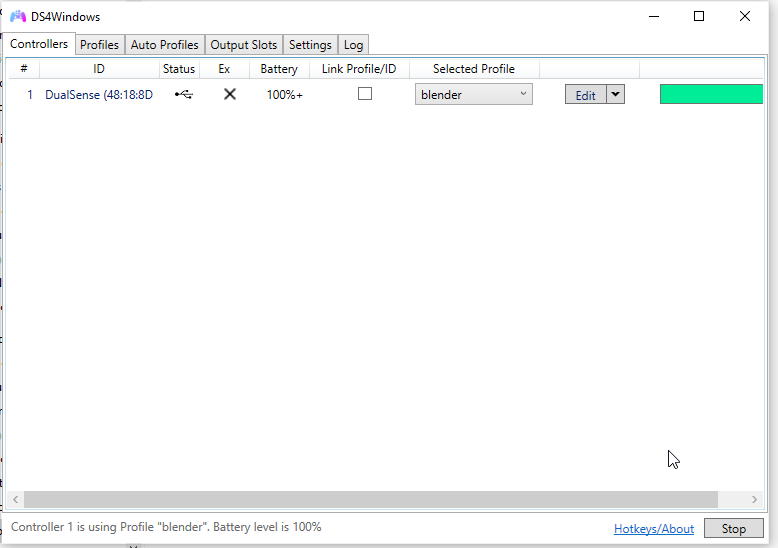 DS4Windows
Controllers Profiles Auto Profiles Output Slots Settings Log
# ID Status Ex Battery Link Profile/ID Selected Profile
1 DualSense (48:18:8D 100%+ blender Edit
Controller 1 is using Profile "blender". Battery level is 100%
Hotkeys/About Stop